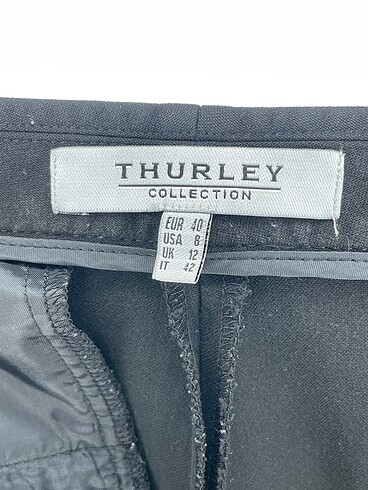 THURLEY
COLLECTION
EUR 40
USA 8
UK 12
IT 42